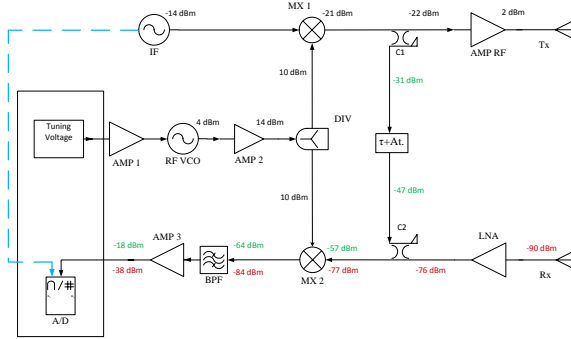 -14 dBm
MX 1
-21 dBm
-22 dBm
2 dBm
IF
C1
AMP RF
Tx
10 dBm
-31 dBm
Tuning
Voltage
4 dBm
14 dBm
DIV
τ+At.
AMP 1
RF VCO
AMP 2
10 dBm
-47 dBm
C2
LNA
AMP 3
-18 dBm
-64 dBm
-57 dBm
-90 dBm
-38 dBm
-84 dBm
-77 dBm
-76 dBm
BPF
MX 2
Rx
∩/#
A/D